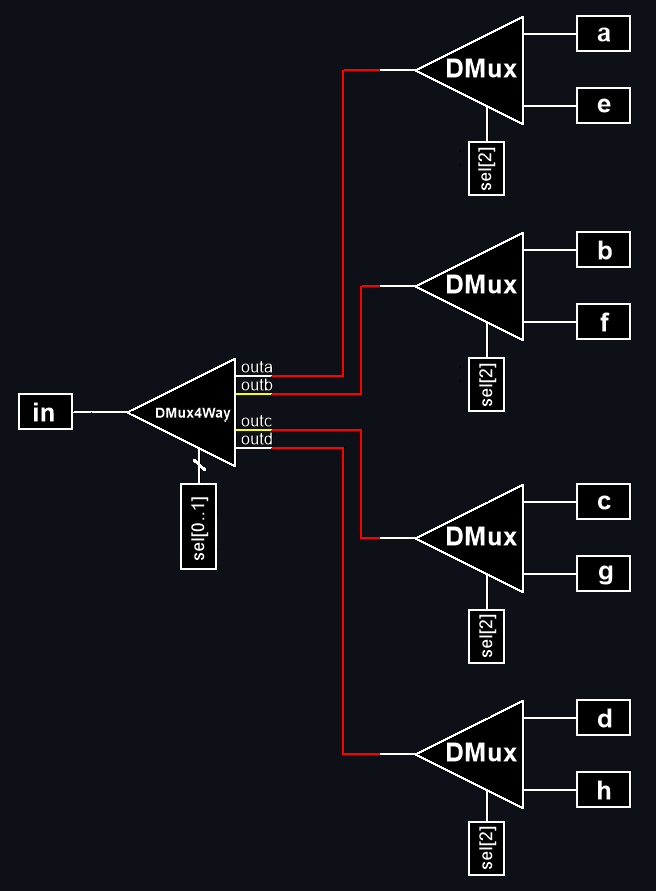 a
DMux
e
sel[2]
b
DMux
f
sel[2]
outa
outb
in
DMux4Way
outc
outd
sel[0..1]
c
DMux
g
sel[2]
d
DMux
h
sel[2]